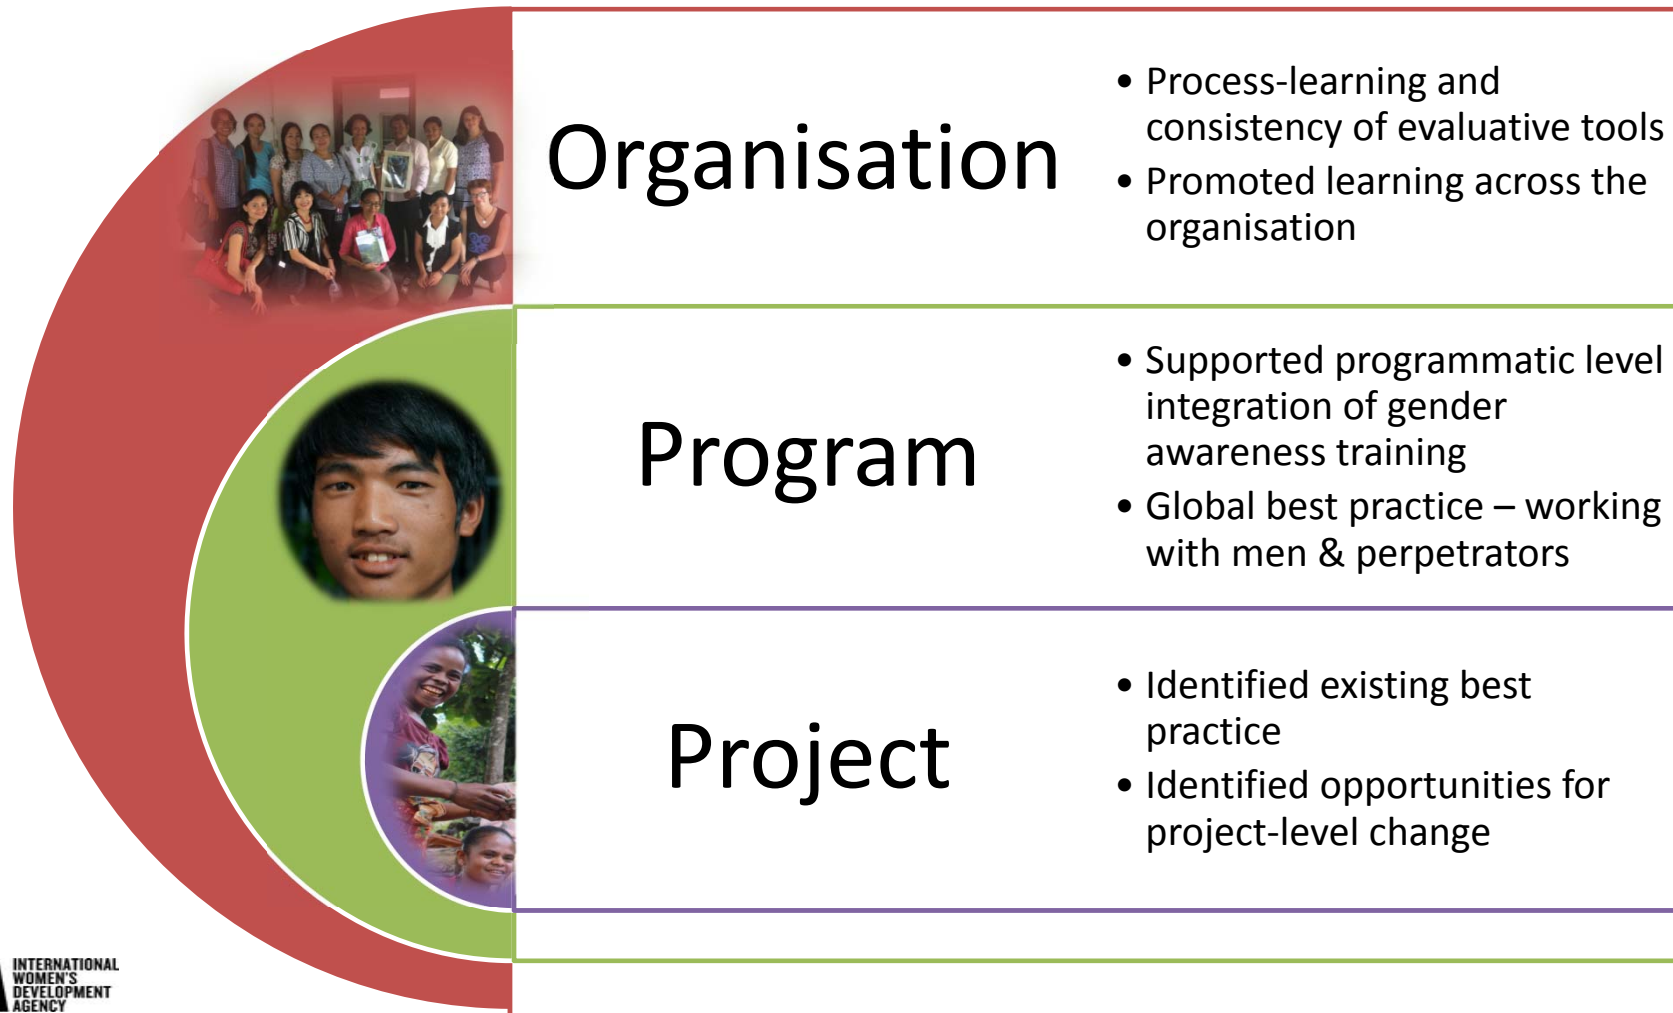 Organisation
• Process-learning and
consistency of evaluative tools
• Promoted learning across the
organisation
Program
• Supported programmatic level
integration of gender
awareness training
• Global best practice – working
with men & perpetrators
Project
• Identified existing best
practice
• Identified opportunities for
project-level change
INTERNATIONAL
WOMEN'S
DEVELOPMENT
AGENCY